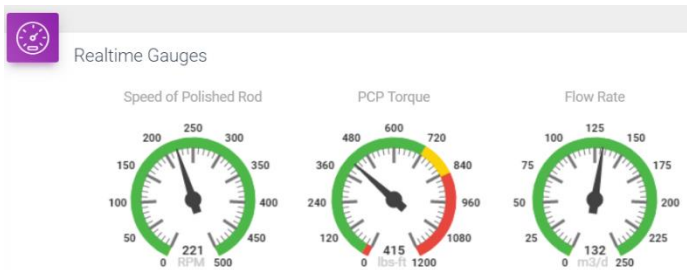 Realtime Gauges
Speed of Polished Rod
PCP Torque
Flow Rate
0 50 100 150 200 250 300 350 400 450 500
221
RPM
0 120 240 360 480 600 720 840 960 1080 1200
415
lbs-ft
0 25 50 75 100 125 150 175 200 225 250
132
m3/d